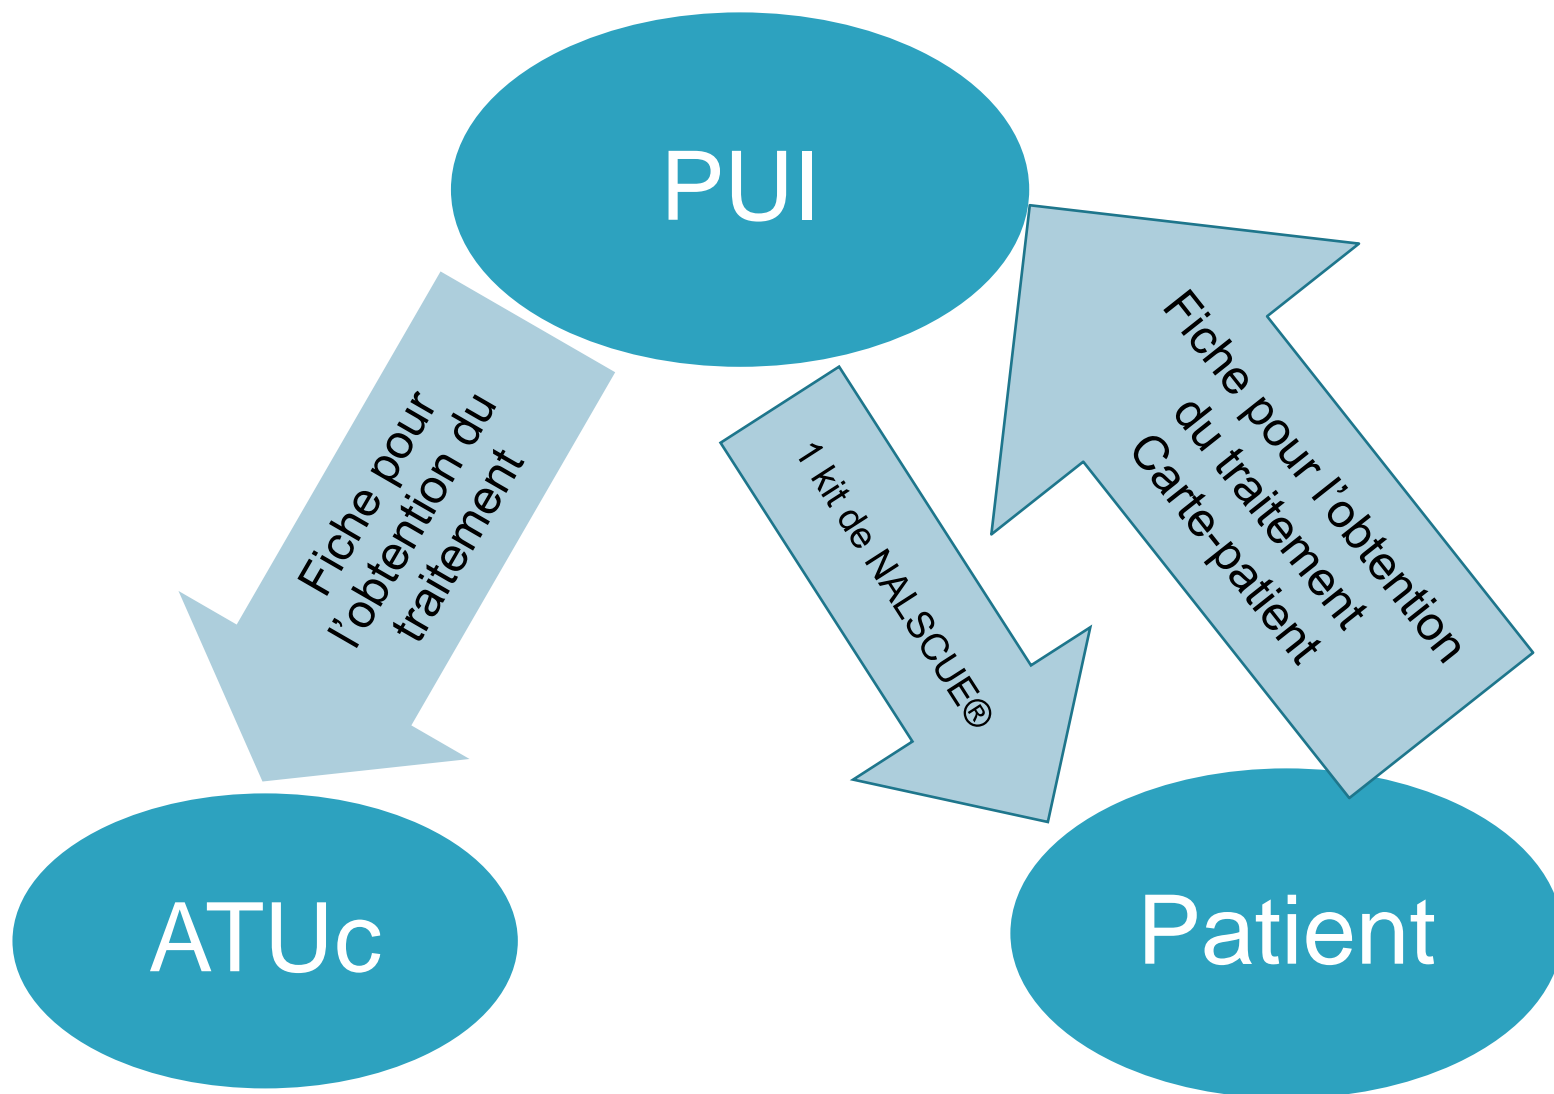 PUI
Fiche pour
l’obtention du
traitement
1 kit de NALSCUE®
Fiche pour l’obtention
du traitement
Carte-patient
ATUc
Patient